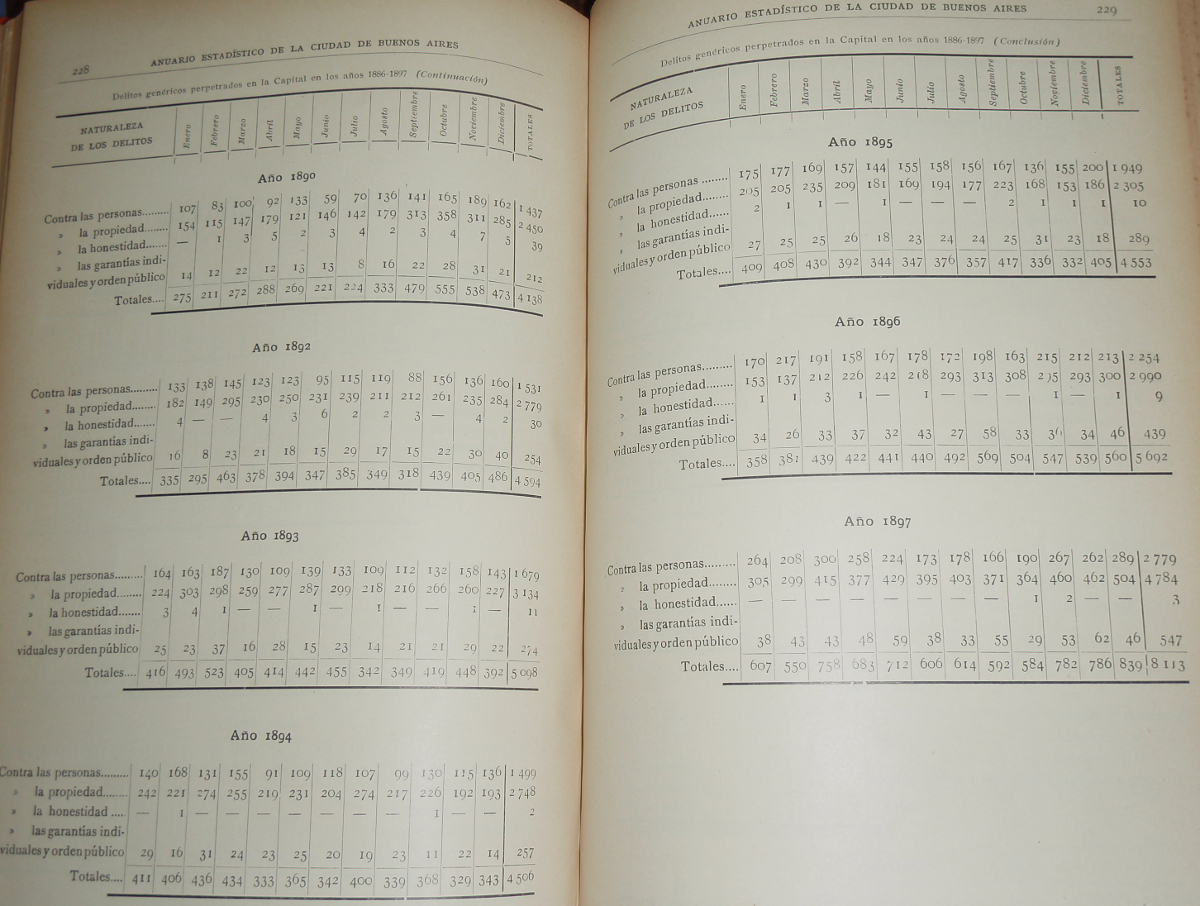 228
ANUARIO ESTADÍSTICO DE LA CIUDAD DE BUENOS AIRES
Delitos genéricos perpetrados en la Capital en los años 1886-1897 (Continuación)
NATURALEZA DE LOS DELITOS Enero Febrero Marzo Abril Mayo Junio Julio Agosto Septiembre Octubre Noviembre Diciembre TOTALES
Año 1890
Contra las personas......... 107 83 100 92 133 59 70 136 141 165 189 162 1 437
» la propiedad........ 154 115 147 179 121 146 142 179 313 358 311 285 2 450
» la honestidad....... — 1 3 5 2 3 4 2 3 4 7 5 39
» las garantías indi-
viduales y orden público 14 12 22 12 13 13 8 16 22 28 31 21 212
Totales.... 275 211 272 288 269 221 224 333 479 555 538 473 4 138
Año 1892
Contra las personas......... 133 138 145 123 123 95 115 119 88 156 136 160 1 531
» la propiedad........ 182 149 295 230 250 231 239 211 212 261 235 284 2 779
» la honestidad....... 4 — — 4 3 6 2 2 3 — 4 2 30
» las garantías indi-
viduales y orden público 16 8 23 21 18 15 29 17 15 22 30 40 254
Totales.... 335 295 463 378 394 347 385 349 318 439 405 486 4 594
Año 1893
Contra las personas......... 164 163 187 130 109 139 133 109 112 132 158 143 1 679
» la propiedad........ 224 303 298 259 277 287 299 218 216 266 260 227 3 134
» la honestidad....... 3 4 1 — — 1 — 1 — — 1 — 11
» las garantías indi-
viduales y orden público 25 23 37 16 28 15 23 14 21 21 29 22 274
Totales.... 416 493 523 405 414 442 455 342 349 419 448 392 5 098
Año 1894
Contra las personas......... 140 168 131 155 91 109 118 107 99 130 115 136 1 499
» la propiedad........ 242 221 274 255 219 231 204 274 217 226 192 193 2 748
» la honestidad .... — 1 — — — — — — — 1 — — 2
» las garantías indi-
viduales y orden público 29 16 31 24 23 25 20 19 23 11 22 14 257
Totales.... 411 406 436 434 333 365 342 400 339 368 329 343 4 506
ANUARIO ESTADÍSTICO DE LA CIUDAD DE BUENOS AIRES
229
Delitos genéricos perpetrados en la Capital en los años 1886-1897 (Conclusión)
NATURALEZA DE LOS DELITOS Enero Febrero Marzo Abril Mayo Junio Julio Agosto Septiembre Octubre Noviembre Diciembre TOTALES
Año 1895
Contra las personas ........ 175 177 169 157 144 155 158 156 167 136 155 200 1 949
» la propiedad........ 205 205 235 209 181 169 194 177 223 168 153 186 2 305
» la honestidad....... 2 1 1 — 1 — — — 2 1 1 1 10
» las garantías indi-
viduales y orden público 27 25 25 26 18 23 24 24 25 31 23 18 289
Totales.... 409 408 430 392 344 347 376 357 417 336 332 405 4 553
Año 1896
Contra las personas......... 170 217 191 158 167 178 172 198 163 215 212 213 2 254
» la propiedad........ 153 137 212 226 242 218 293 313 308 295 293 300 2 990
» la honestidad....... 1 1 3 1 — 1 — — — 1 — 1 9
» las garantías indi-
viduales y orden público 34 26 33 37 32 43 27 58 33 36 34 46 439
Totales.... 358 381 439 422 441 440 492 569 504 547 539 560 5 692
Año 1897
Contra las personas......... 264 208 300 258 224 173 178 166 190 267 262 289 2 779
» la propiedad........ 305 299 415 377 429 395 403 371 364 460 462 504 4 784
» la honestidad...... — — — — — — — — 1 2 — — 3
» las garantías indi-
viduales y orden público 38 43 43 48 59 38 33 55 29 53 62 46 547
Totales.... 607 550 758 683 712 606 614 592 584 782 786 839 8 113